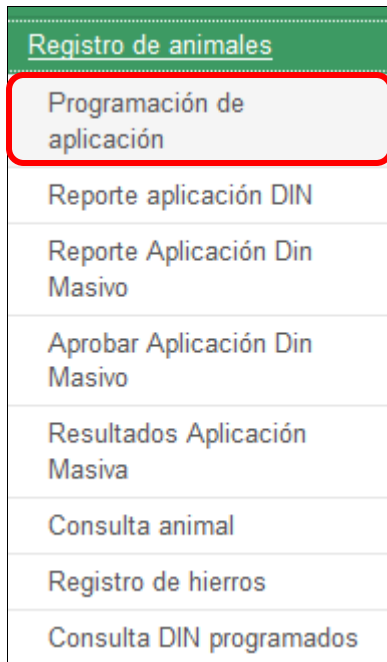 Registro de animales
Programación de
aplicación
Reporte aplicación DIN
Reporte Aplicación Din
Masivo
Aprobar Aplicación Din
Masivo
Resultados Aplicación
Masiva
Consulta animal
Registro de hierros
Consulta DIN programados